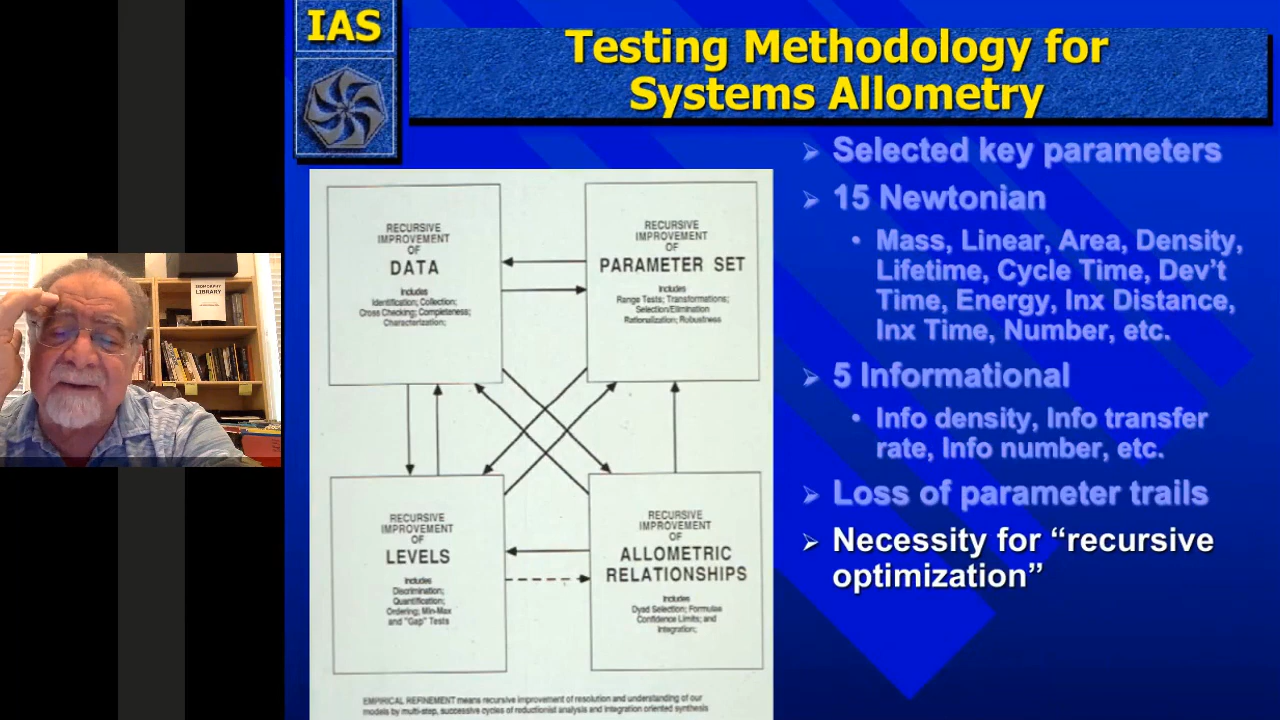 IAS
Testing Methodology for
Systems Allometry
LIBRARY
RECURSIVE
IMPROVEMENT
OF
DATA
Includes
Identification; Collection;
Cross Checking; Completeness;
Characterization;
RECURSIVE
IMPROVEMENT
OF
PARAMETER SET
Includes
Range Tests; Transformations;
Selection/Elimination
Rationalization; Robustness
RECURSIVE
IMPROVEMENT
OF
LEVELS
Includes
Discrimination;
Quantification;
Ordering; Min-Max
and "Gap" Tests
RECURSIVE
IMPROVEMENT
OF
ALLOMETRIC
RELATIONSHIPS
Includes
Dyad Selection; Formulae
Confidence Limits; and
Integration;
EMPIRICAL REFINEMENT means recursive improvement of resolution and understanding of our
models by multi-step, successive cycles of reductionist analysis and integration oriented synthesis
Selected key parameters
15 Newtonian
Mass, Linear, Area, Density,
Lifetime, Cycle Time, Dev’t
Time, Energy, Inx Distance,
Inx Time, Number, etc.
5 Informational
Info density, Info transfer
rate, Info number, etc.
Loss of parameter trails
Necessity for “recursive
optimization”